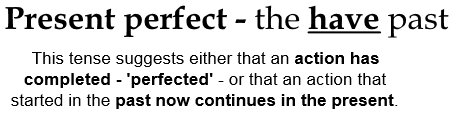 Present perfect - the have past
This tense suggests either that an action has
completed - 'perfected' - or that an action that
started in the past now continues in the present.